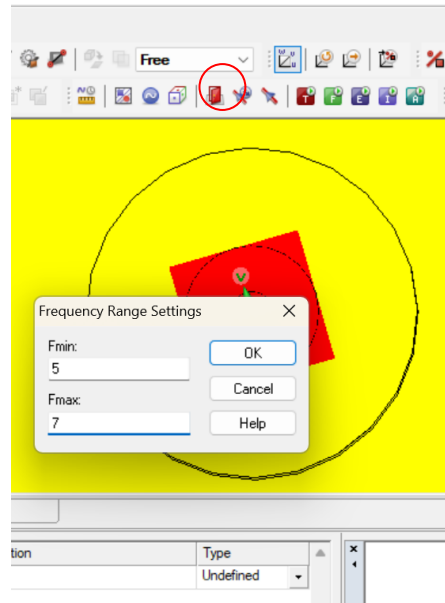 Free
T F E I A
V
Frequency Range Settings
Fmin:
5
OK
Cancel
Fmax:
7
Help
tion
Type
Undefined